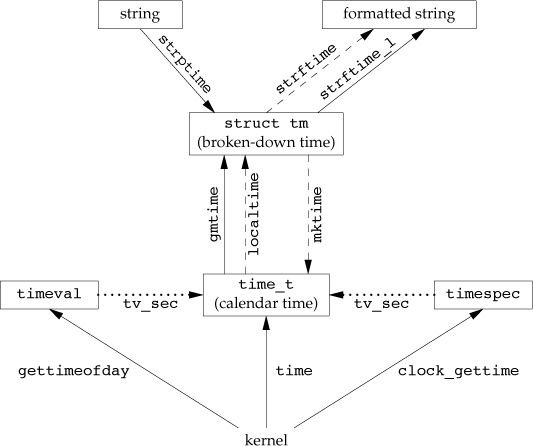 string
formatted string
strptime
strftime
strftime_l
struct tm
(broken-down time)
gmtime
localtime
mktime
timeval
tv_sec
time_t
(calendar time)
tv_sec
timespec
gettimeofday
time
clock_gettime
kernel